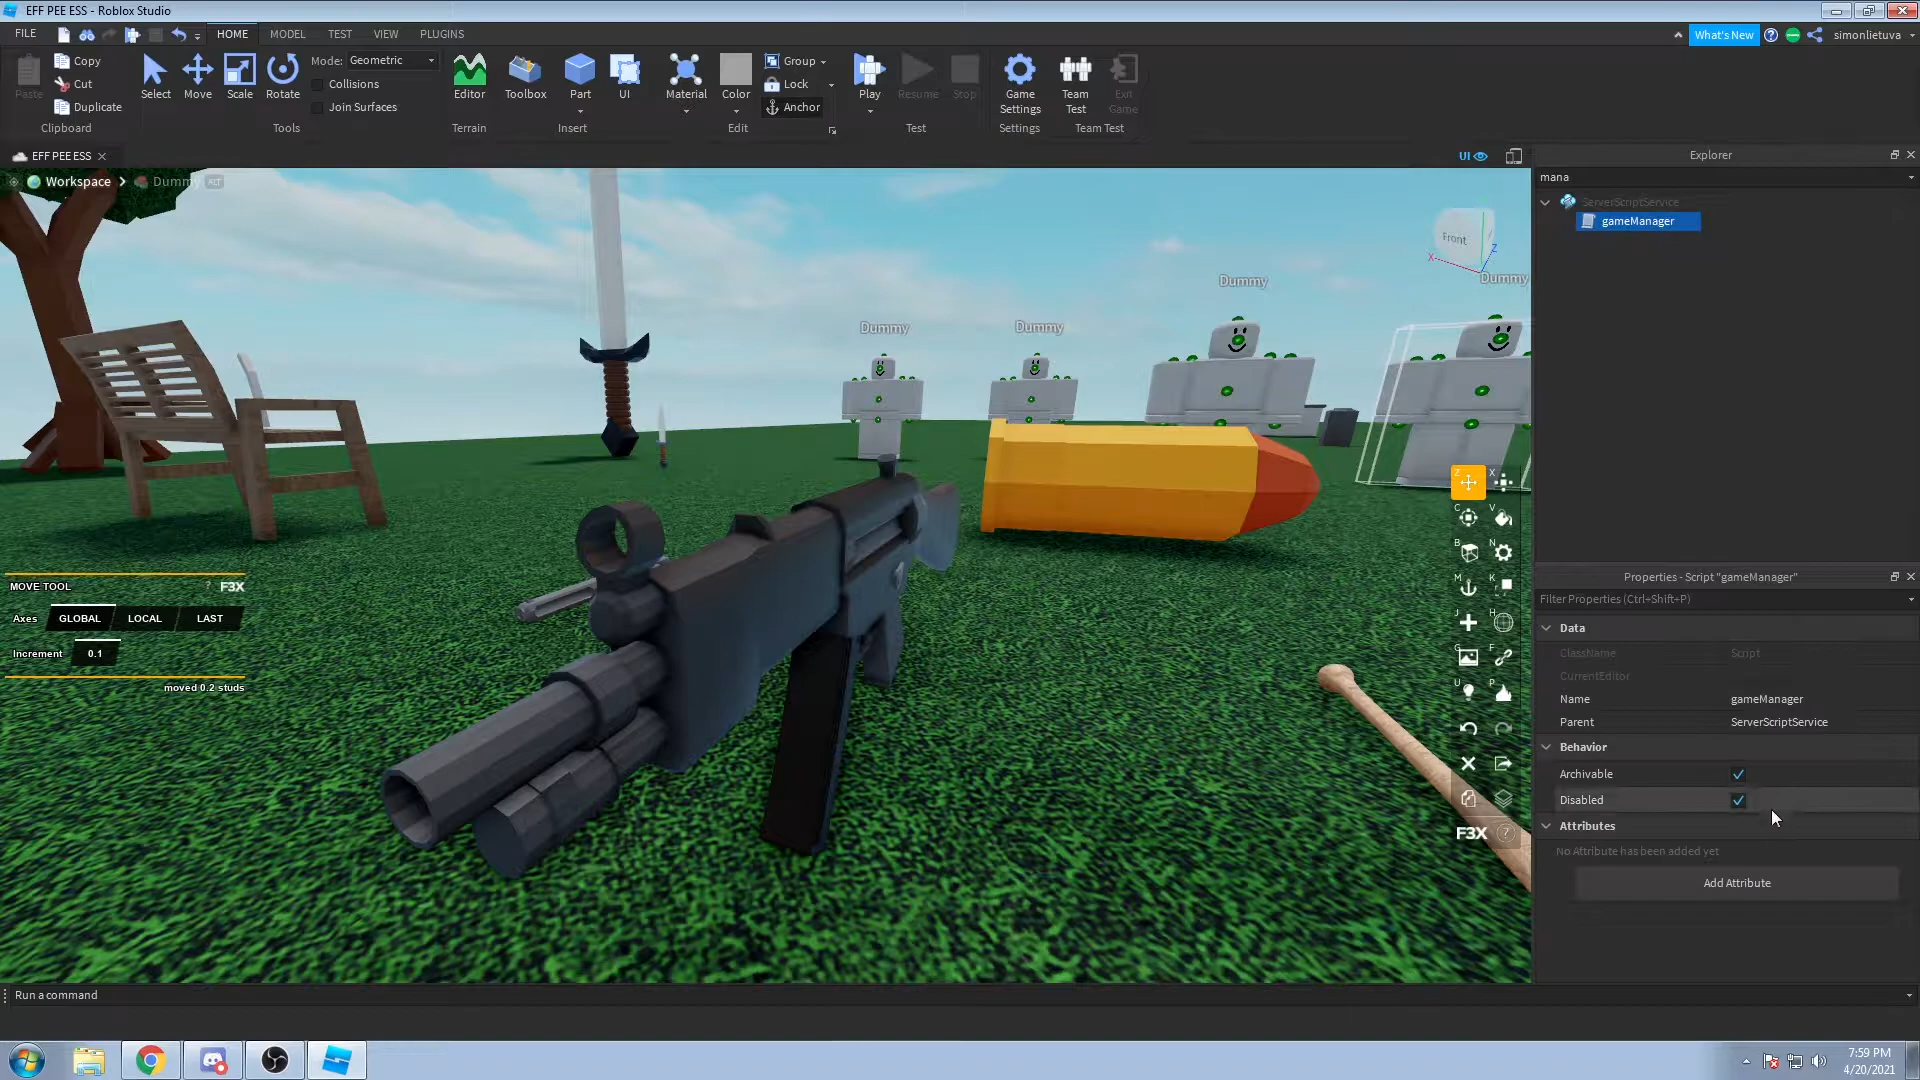 EFF PEE ESS - Roblox Studio
FILE
HOME
MODEL
TEST
VIEW
PLUGINS
What's New
simonlietuva
Paste
Copy
Cut
Duplicate
Clipboard
Select
Move
Scale
Rotate
Mode: Geometric
Collisions
Join Surfaces
Tools
Editor
Terrain
Toolbox
Part
UI
Insert
Material
Color
Group
Lock
Anchor
Edit
Play
Resume
Stop
Test
Game Settings
Settings
Team Test
Exit Game
Team Test
EFF PEE ESS
UI
Workspace
Dummy
ALT
Front
X
Z
Dummy
Dummy
Dummy
Dummy
MOVE TOOL
?
F3X
Axes
GLOBAL
LOCAL
LAST
Increment
0.1
moved 0.2 studs
Z
X
C
V
B
N
M
K
J
H
G
F
U
P
F3X
?
Explorer
mana
ServerScriptService
gameManager
Properties - Script "gameManager"
Filter Properties (Ctrl+Shift+P)
Data
ClassName Script
CurrentEditor
Name gameManager
Parent ServerScriptService
Behavior
Archivable
Disabled
Attributes
No Attribute has been added yet
Add Attribute
Run a command
7:59 PM
4/20/2021